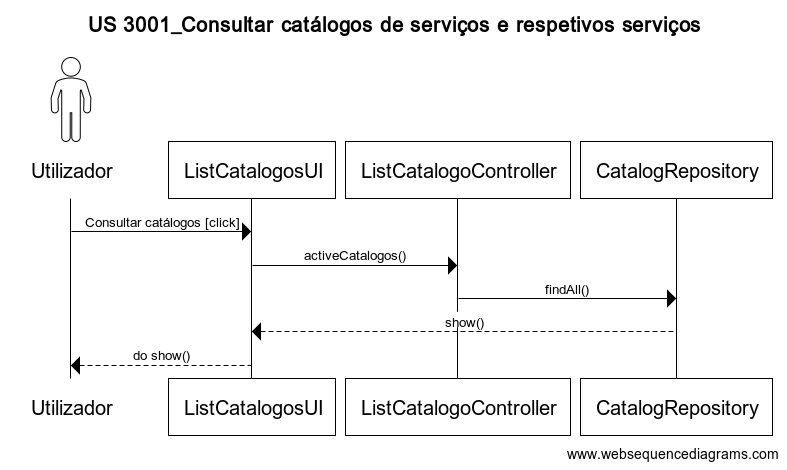 US 3001_Consultar catálogos de serviços e respetivos serviços
Utilizador
ListCatalogosUI
ListCatalogoController
CatalogRepository
Consultar catálogos [click]
activeCatalogos()
findAll()
show()
do show()
Utilizador
ListCatalogosUI
ListCatalogoController
CatalogRepository
www.websequencediagrams.com